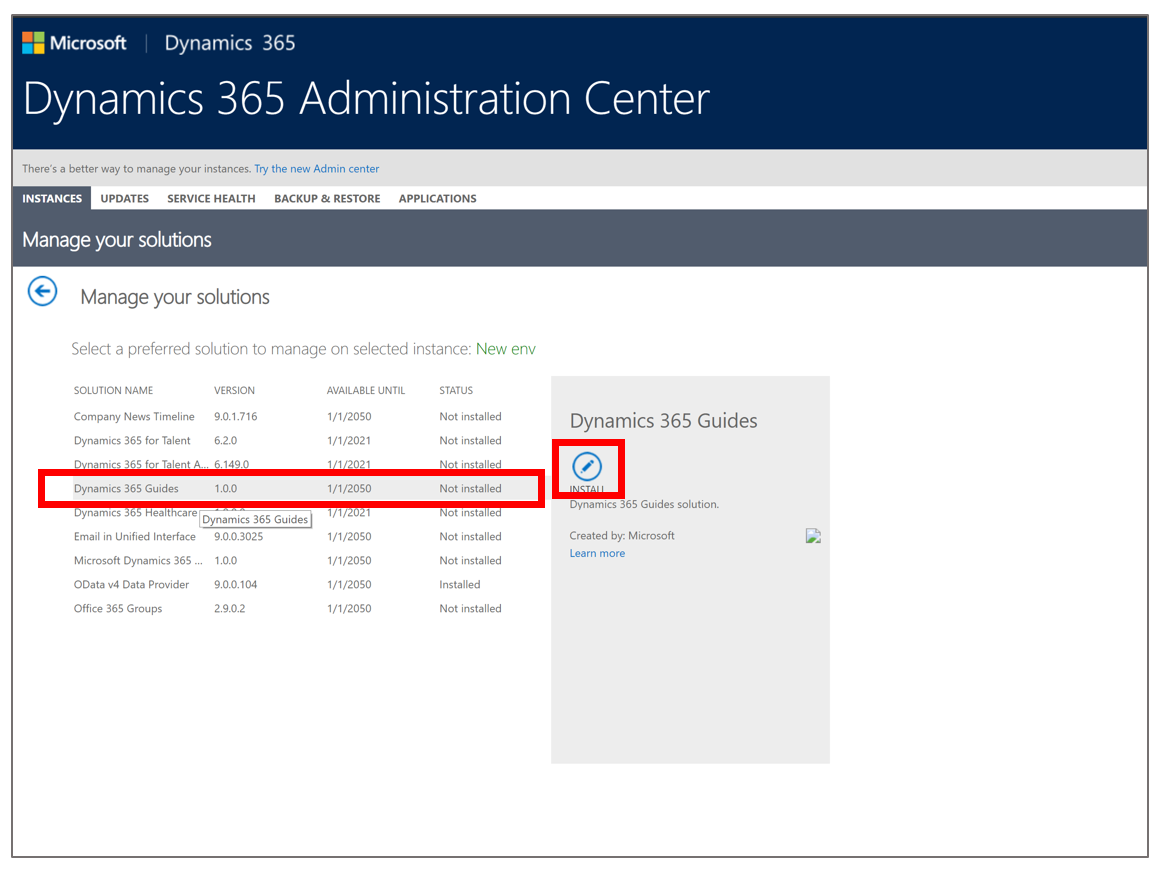 Microsoft | Dynamics 365
Dynamics 365 Administration Center
There's a better way to manage your instances. Try the new Admin center
INSTANCES UPDATES SERVICE HEALTH BACKUP & RESTORE APPLICATIONS
Manage your solutions
Manage your solutions
Select a preferred solution to manage on selected instance: New env
SOLUTION NAME VERSION AVAILABLE UNTIL STATUS
Company News Timeline 9.0.1.716 1/1/2050 Not installed
Dynamics 365 for Talent 6.2.0 1/1/2021 Not installed
Dynamics 365 for Talent A... 6.149.0 1/1/2021 Not installed
Dynamics 365 Guides 1.0.0 1/1/2050 Not installed
Dynamics 365 Healthcare 1/1/2021 Not installed
Dynamics 365 Guides
Email in Unified Interface 9.0.0.3025 1/1/2050 Not installed
Microsoft Dynamics 365 ... 1.0.0 1/1/2050 Not installed
OData v4 Data Provider 9.0.0.104 1/1/2050 Installed
Office 365 Groups 2.9.0.2 1/1/2050 Not installed
Dynamics 365 Guides
INSTALL
Dynamics 365 Guides solution.
Created by: Microsoft
Learn more